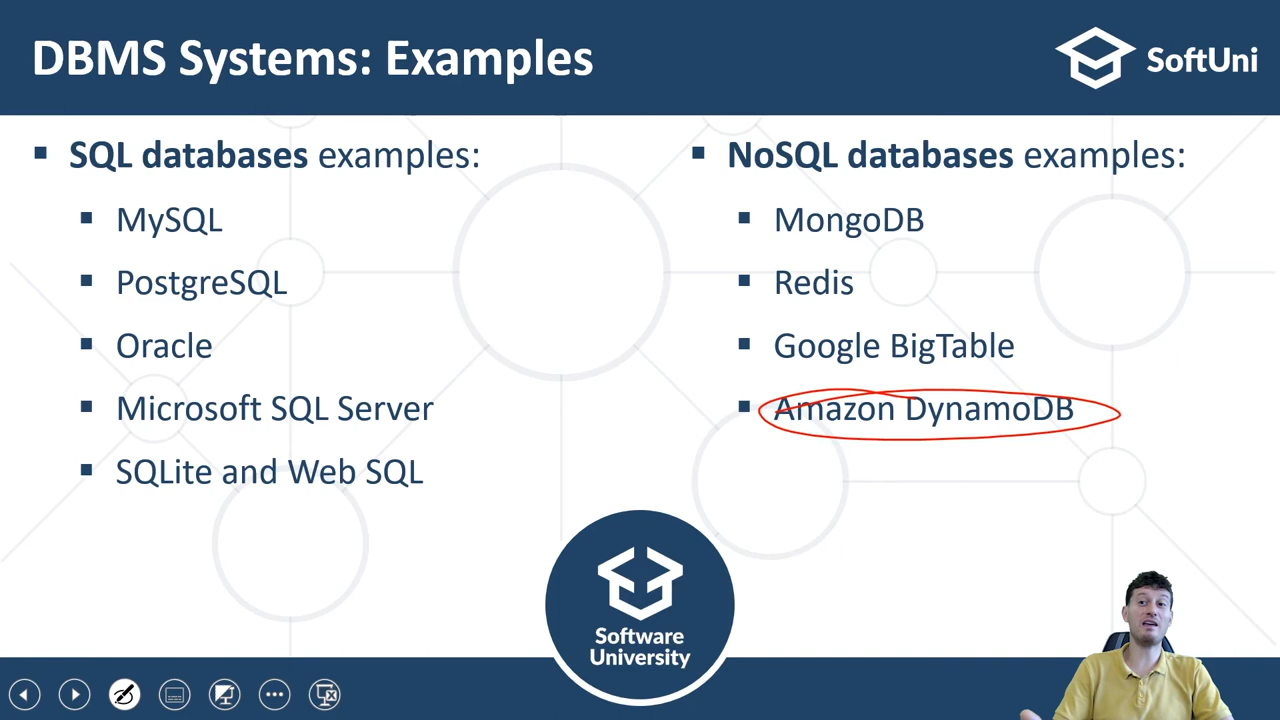 DBMS Systems: Examples
SoftUni
SQL databases examples:
MySQL
PostgreSQL
Oracle
Microsoft SQL Server
SQLite and Web SQL
NoSQL databases examples:
MongoDB
Redis
Google BigTable
Amazon DynamoDB
Software
University